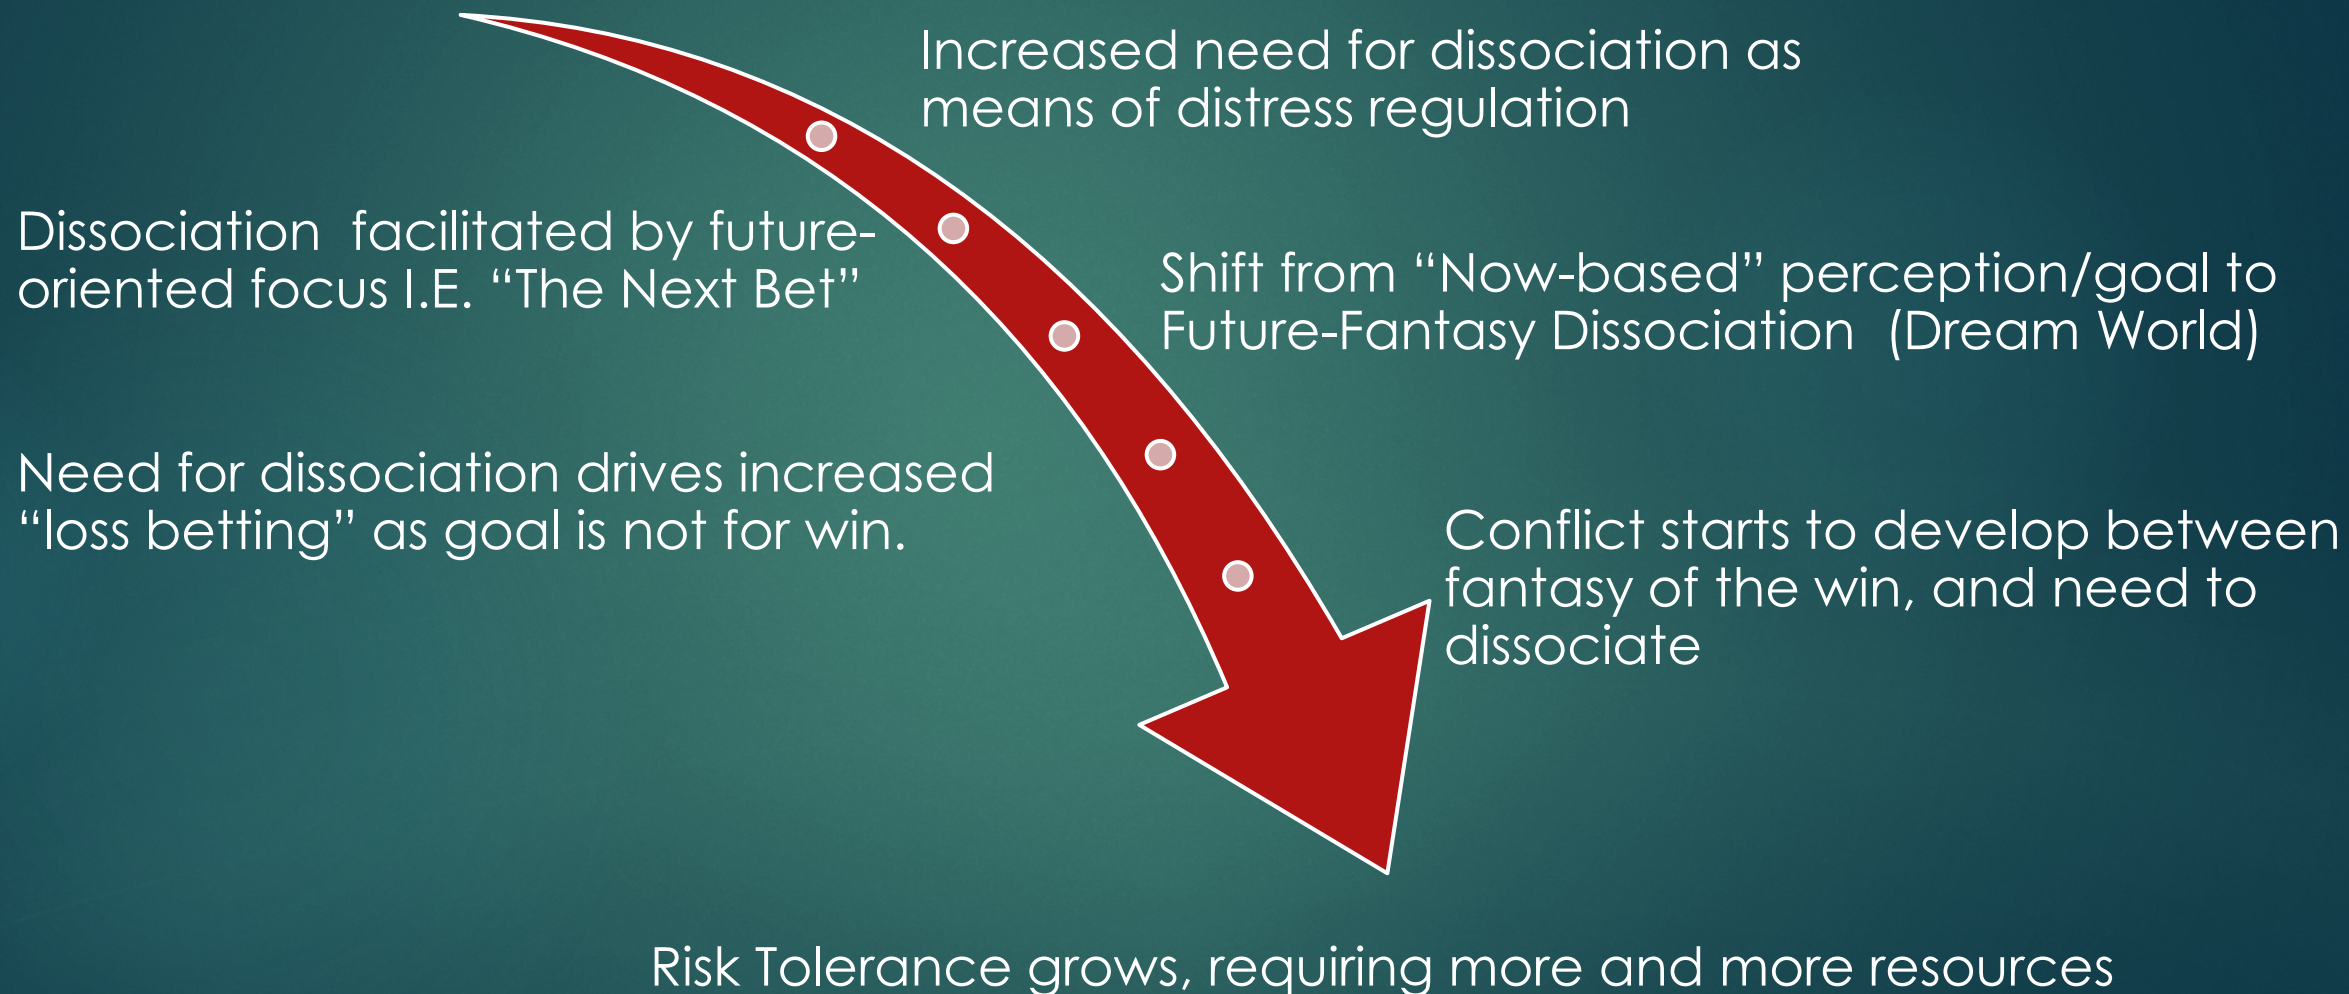 Increased need for dissociation as
means of distress regulation
Dissociation  facilitated by future-
oriented focus I.E. “The Next Bet”
Shift from “Now-based” perception/goal to
Future-Fantasy Dissociation  (Dream World)
Need for dissociation drives increased
“loss betting” as goal is not for win.
Conflict starts to develop between
fantasy of the win, and need to
dissociate
Risk Tolerance grows, requiring more and more resources